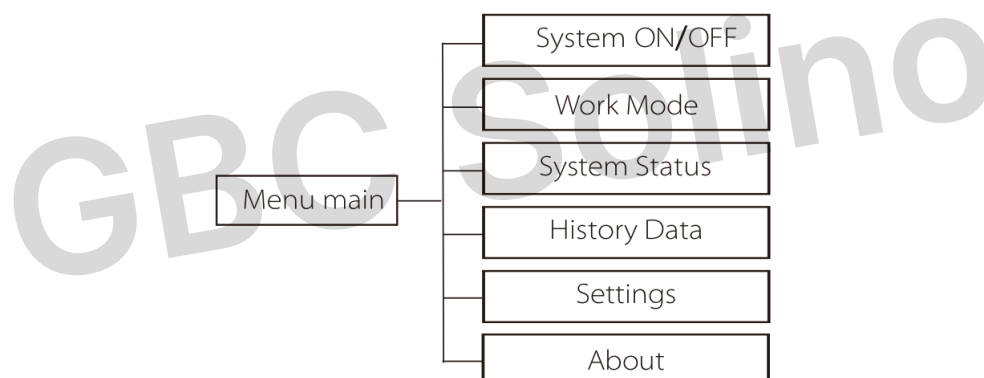 System ON/OFF
Work Mode
System Status
Menu main
History Data
Settings
About
GBC Solino